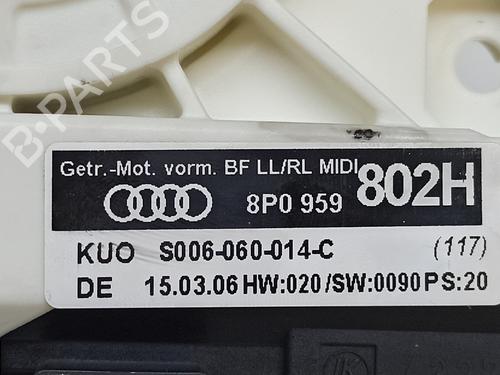 B-PARTS
Getr.-Mot. vorm. BF LL/RL MIDI
8P0 959 802H
KUO S006-060-014-C (117)
DE 15.03.06 HW:020/SW:0090 PS:20